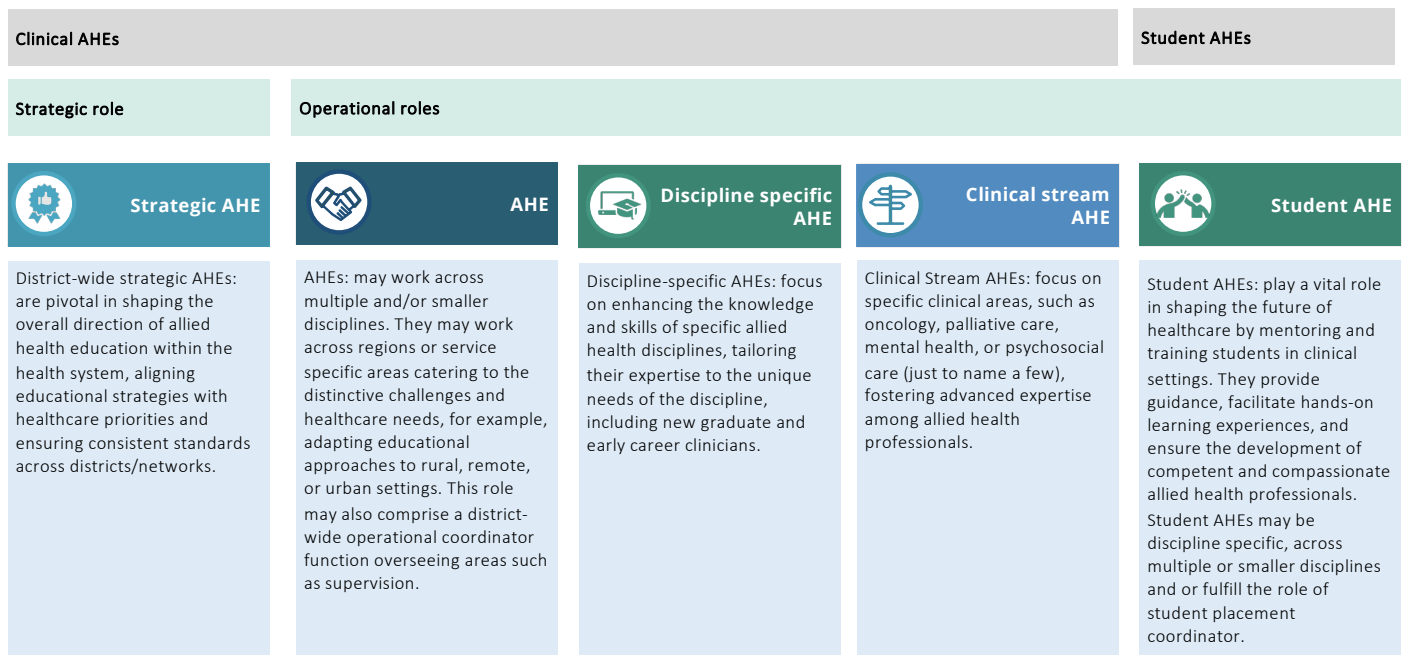 Clinical AHEs
Student AHEs
Strategic role
Operational roles
Strategic AHE
District-wide strategic AHEs:
are pivotal in shaping the
overall direction of allied
health education within the
health system, aligning
educational strategies with
healthcare priorities and
ensuring consistent standards
across districts/networks.
AHE
AHEs: may work across
multiple and/or smaller
disciplines. They may work
across regions or service
specific areas catering to the
distinctive challenges and
healthcare needs, for example,
adapting educational
approaches to rural, remote,
or urban settings. This role
may also comprise a district-
wide operational coordinator
function overseeing areas such
as supervision.
Discipline specific
AHE
Discipline-specific AHEs: focus
on enhancing the knowledge
and skills of specific allied
health disciplines, tailoring
their expertise to the unique
needs of the discipline,
including new graduate and
early career clinicians.
Clinical stream
AHE
Clinical Stream AHEs: focus on
specific clinical areas, such as
oncology, palliative care,
mental health, or psychosocial
care (just to name a few),
fostering advanced expertise
among allied health
professionals.
Student AHE
Student AHEs: play a vital role
in shaping the future of
healthcare by mentoring and
training students in clinical
settings. They provide
guidance, facilitate hands-on
learning experiences, and
ensure the development of
competent and compassionate
allied health professionals.
Student AHEs may be
discipline specific, across
multiple or smaller disciplines
and or fulfill the role of
student placement
coordinator.